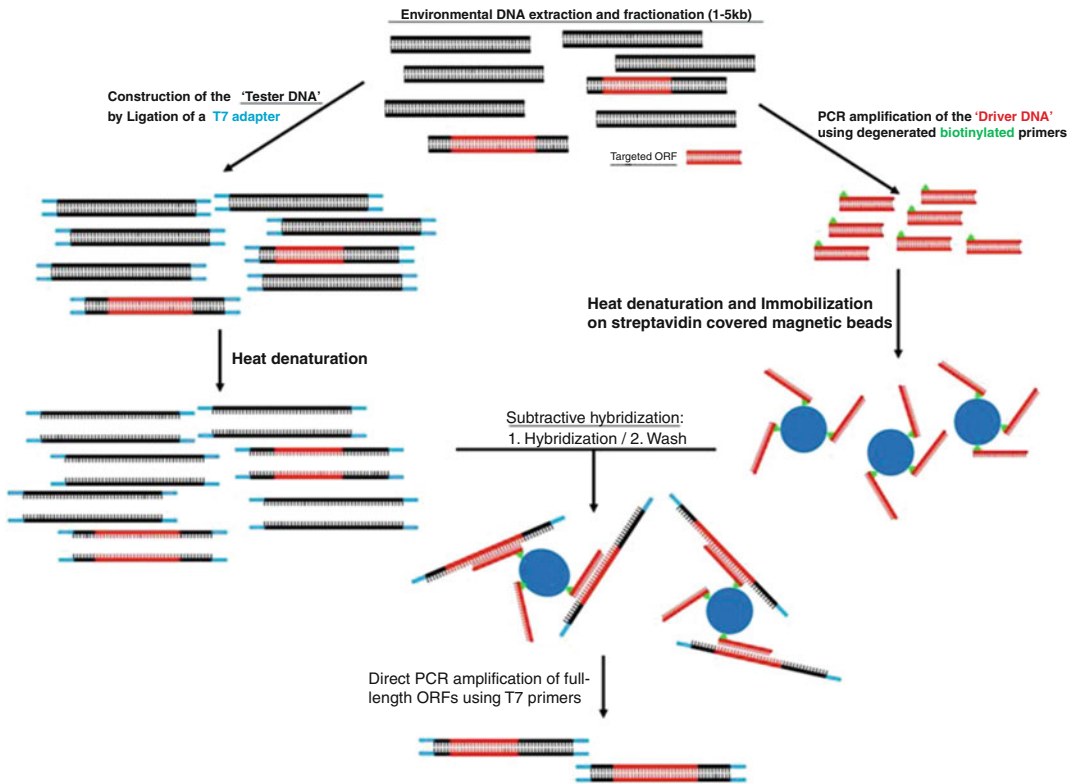 Environmental DNA extraction and fractionation (1-5kb)
Construction of the 'Tester DNA'
by Ligation of a T7 adapter
PCR amplification of the 'Driver DNA'
using degenerated biotinylated primers
Targeted ORF
Heat denaturation and Immobilization
on streptavidin covered magnetic beads
Heat denaturation
Subtractive hybridization:
1. Hybridization / 2. Wash
Direct PCR amplification of full-
length ORFs using T7 primers